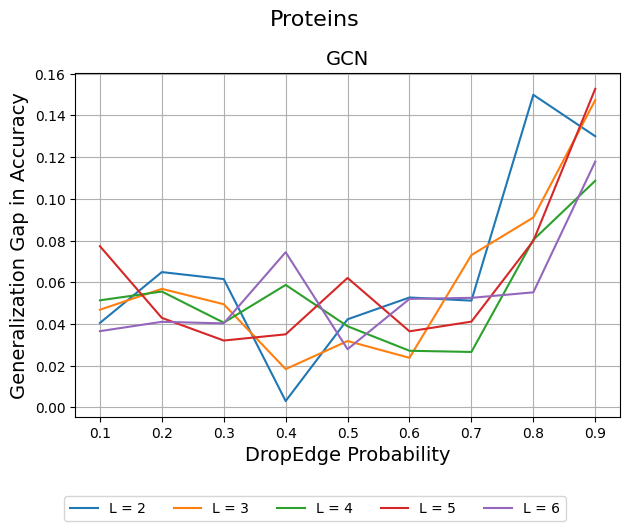 Proteins
GCN
Generalization Gap in Accuracy
0.16
0.14
0.12
0.10
0.08
0.06
0.04
0.02
0.00
0.1 0.2 0.3 0.4 0.5 0.6 0.7 0.8 0.9
DropEdge Probability
L = 2 L = 3 L = 4 L = 5 L = 6